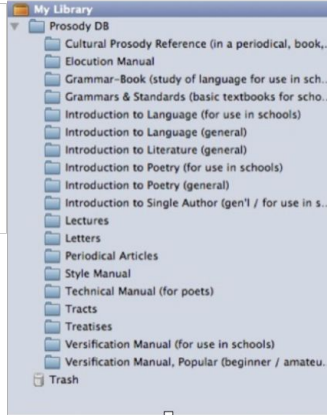 My Library
Prosody DB
Cultural Prosody Reference (in a periodical, book,..
Elocution Manual
Grammar-Book (study of language for use in sch..
Grammars & Standards (basic textbooks for scho..
Introduction to Language (for use in schools)
Introduction to Language (general)
Introduction to Literature (general)
Introduction to Poetry (for use in schools)
Introduction to Poetry (general)
Introduction to Single Author (gen'l / for use in s..
Lectures
Letters
Periodical Articles
Style Manual
Technical Manual (for poets)
Tracts
Treatises
Versification Manual (for use in schools)
Versification Manual, Popular (beginner / amateu..
Trash